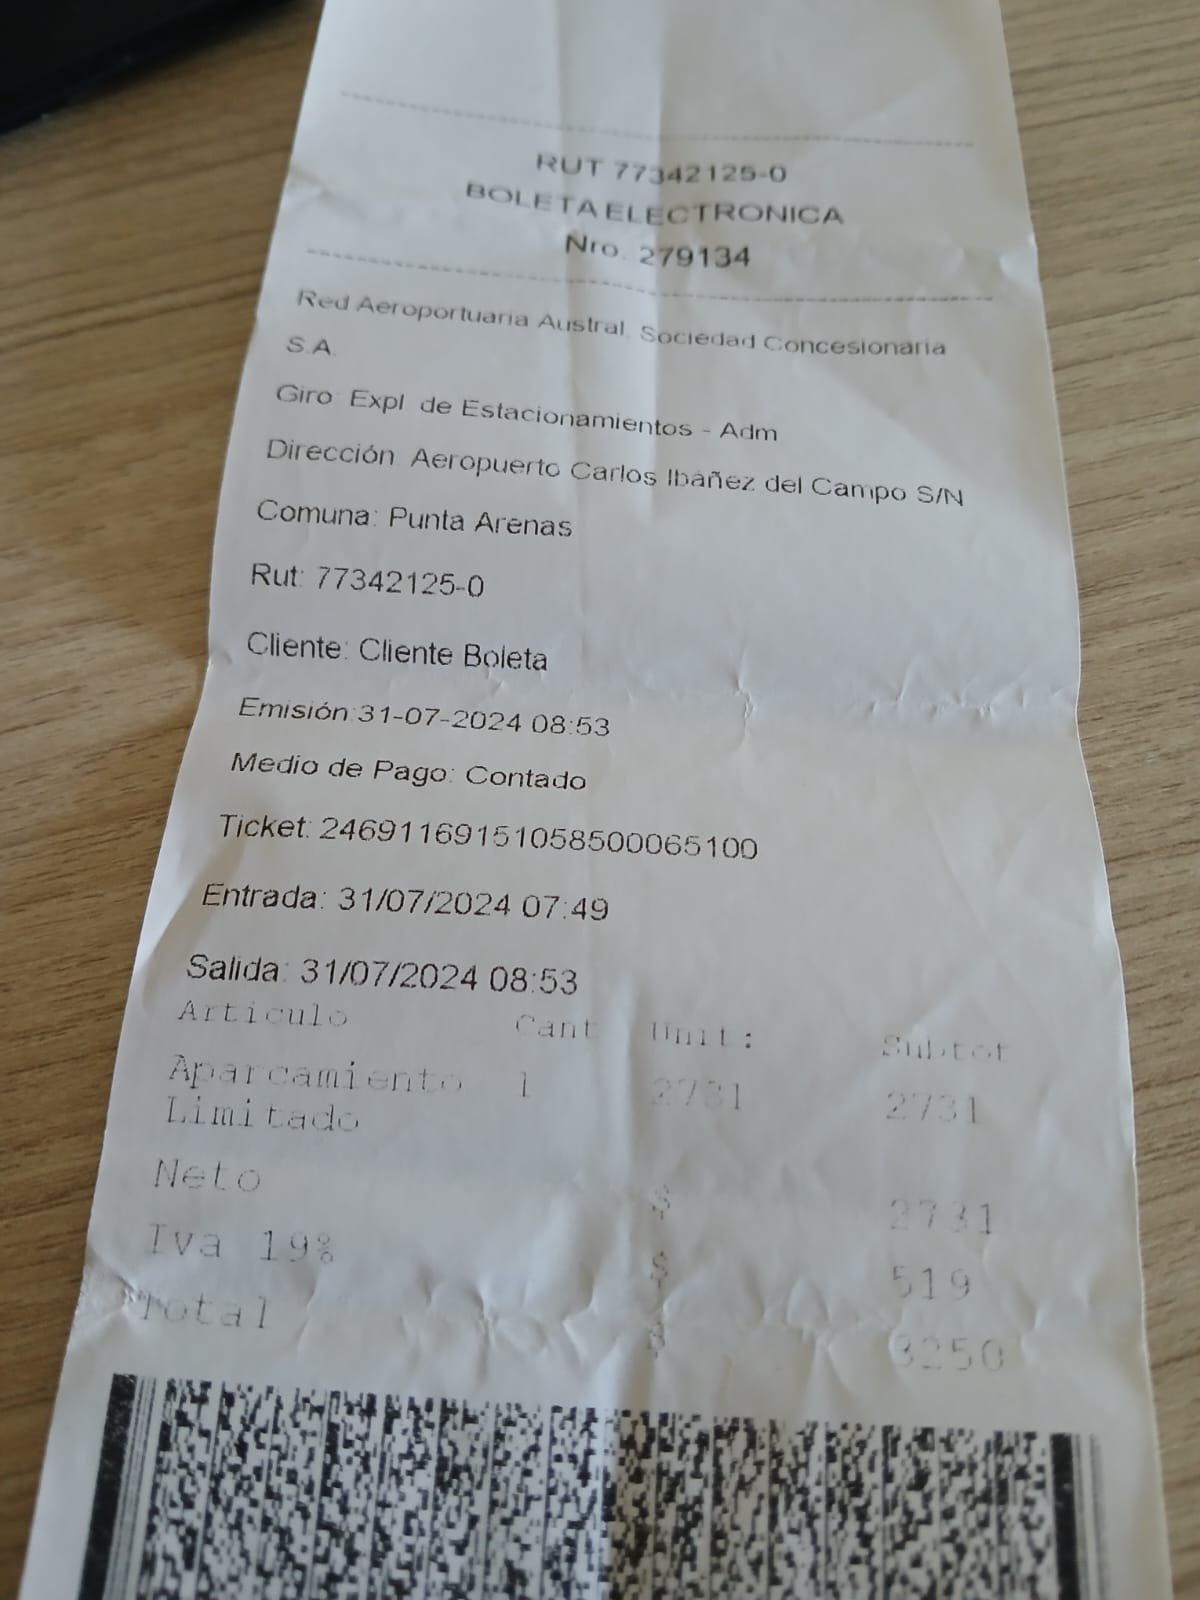 RUT 77342125-0
BOLETA ELECTRONICA
Nro. 279134
Red Aeroportuaria Austral, Sociedad Concesionaria
S.A.
Giro: Expl. de Estacionamientos - Adm
Dirección: Aeropuerto Carlos Ibáñez del Campo S/N
Comuna: Punta Arenas
Rut: 77342125-0
Cliente: Cliente Boleta
Emisión:31-07-2024 08:53
Medio de Pago: Contado
Ticket: 24691169151058500065100
Entrada: 31/07/2024 07:49
Salida: 31/07/2024 08:53
Articulo Cant Unit: Subtot
Aparcamiento 1 2731 2731
Limitado
Neto $ 2731
Iva 19% $ 519
Total $ 3250